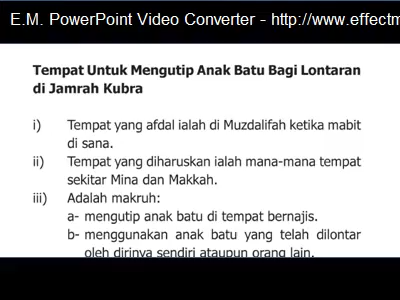 E.M. PowerPoint Video Converter - http://www.effectm
Tempat Untuk Mengutip Anak Batu Bagi Lontaran
di Jamrah Kubra
i) Tempat yang afdal ialah di Muzdalifah ketika mabit
di sana.
ii) Tempat yang diharuskan ialah mana-mana tempat
sekitar Mina dan Makkah.
iii) Adalah makruh:
a- mengutip anak batu di tempat bernajis.
b- menggunakan anak batu yang telah dilontar
oleh dirinya sendiri ataupun orang lain.